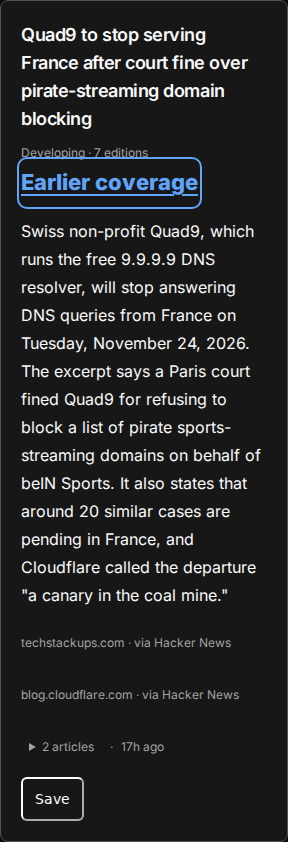 Quad9 to stop serving
France after court fine over
pirate-streaming domain
blocking
Developing · 7 editions
Earlier coverage
Swiss non-profit Quad9, which
runs the free 9.9.9.9 DNS
resolver, will stop answering
DNS queries from France on
Tuesday, November 24, 2026.
The excerpt says a Paris court
fined Quad9 for refusing to
block a list of pirate sports-
streaming domains on behalf of
beIN Sports. It also states that
around 20 similar cases are
pending in France, and
Cloudflare called the departure
"a canary in the coal mine."
techstackups.com · via Hacker News
blog.cloudflare.com · via Hacker News
▶ 2 articles · 17h ago
Save